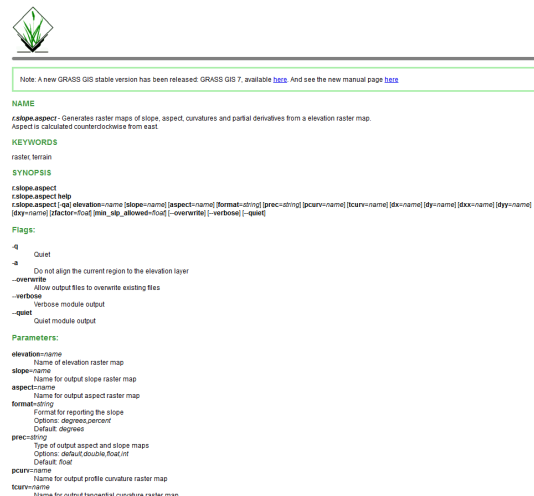 Note: A new GRASS GIS stable version has been released: GRASS GIS 7, available here. And see the new manual page here
NAME
r.slope.aspect - Generates raster maps of slope, aspect, curvatures and partial derivatives from a elevation raster map.
Aspect is calculated counterclockwise from east.
KEYWORDS
raster, terrain
SYNOPSIS
r.slope.aspect
r.slope.aspect help
r.slope.aspect [-qa] elevation=name [slope=name] [aspect=name] [format=string] [prec=string] [pcurv=name] [tcurv=name] [dx=name] [dy=name] [dxx=name] [dyy=name]
[dxy=name] [zfactor=float] [min_slp_allowed=float] [--overwrite] [--verbose] [--quiet]
Flags:
-q
Quiet
-a
Do not align the current region to the elevation layer
--overwrite
Allow output files to overwrite existing files
--verbose
Verbose module output
--quiet
Quiet module output
Parameters:
elevation=name
Name of elevation raster map
slope=name
Name for output slope raster map
aspect=name
Name for output aspect raster map
format=string
Format for reporting the slope
Options: degrees,percent
Default: degrees
prec=string
Type of output aspect and slope maps
Options: default,double,float,int
Default: float
pcurv=name
Name for output profile curvature raster map
tcurv=name
Name for output tangential curvature raster map